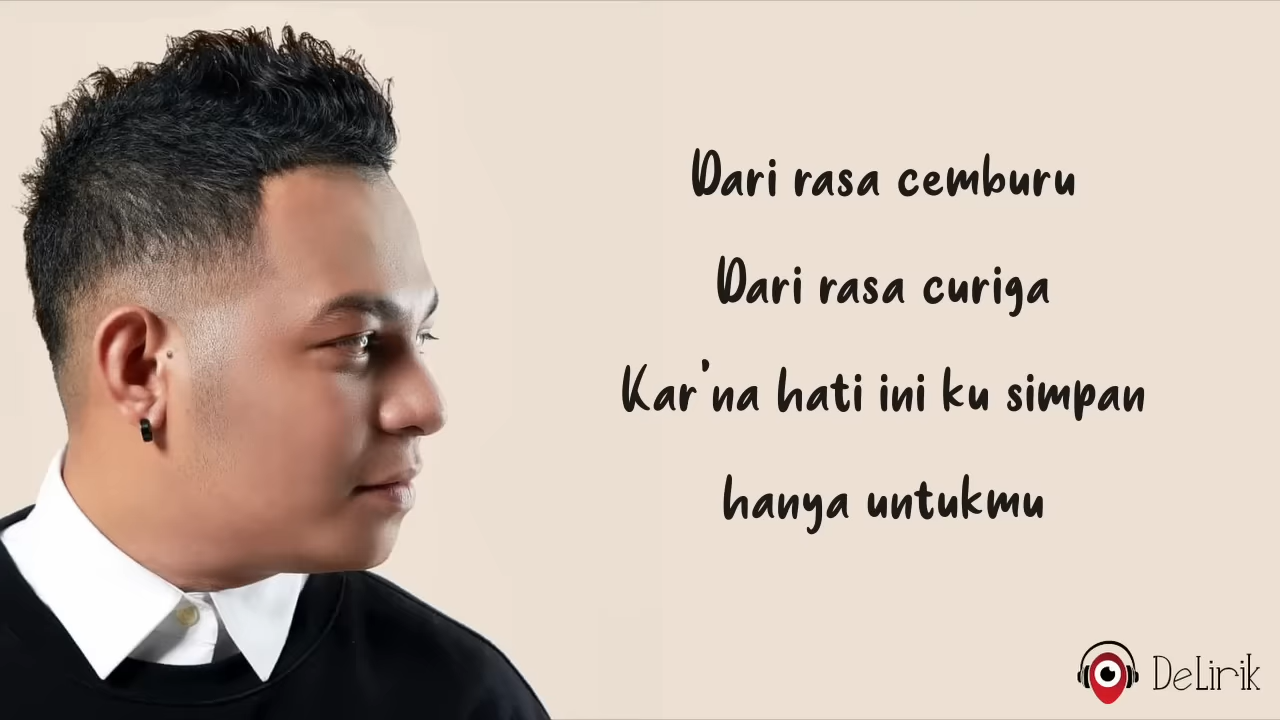 Dari rasa cemburu
Dari rasa curiga
Kar'na hati ini ku simpan
hanya untukmu
DeLirik